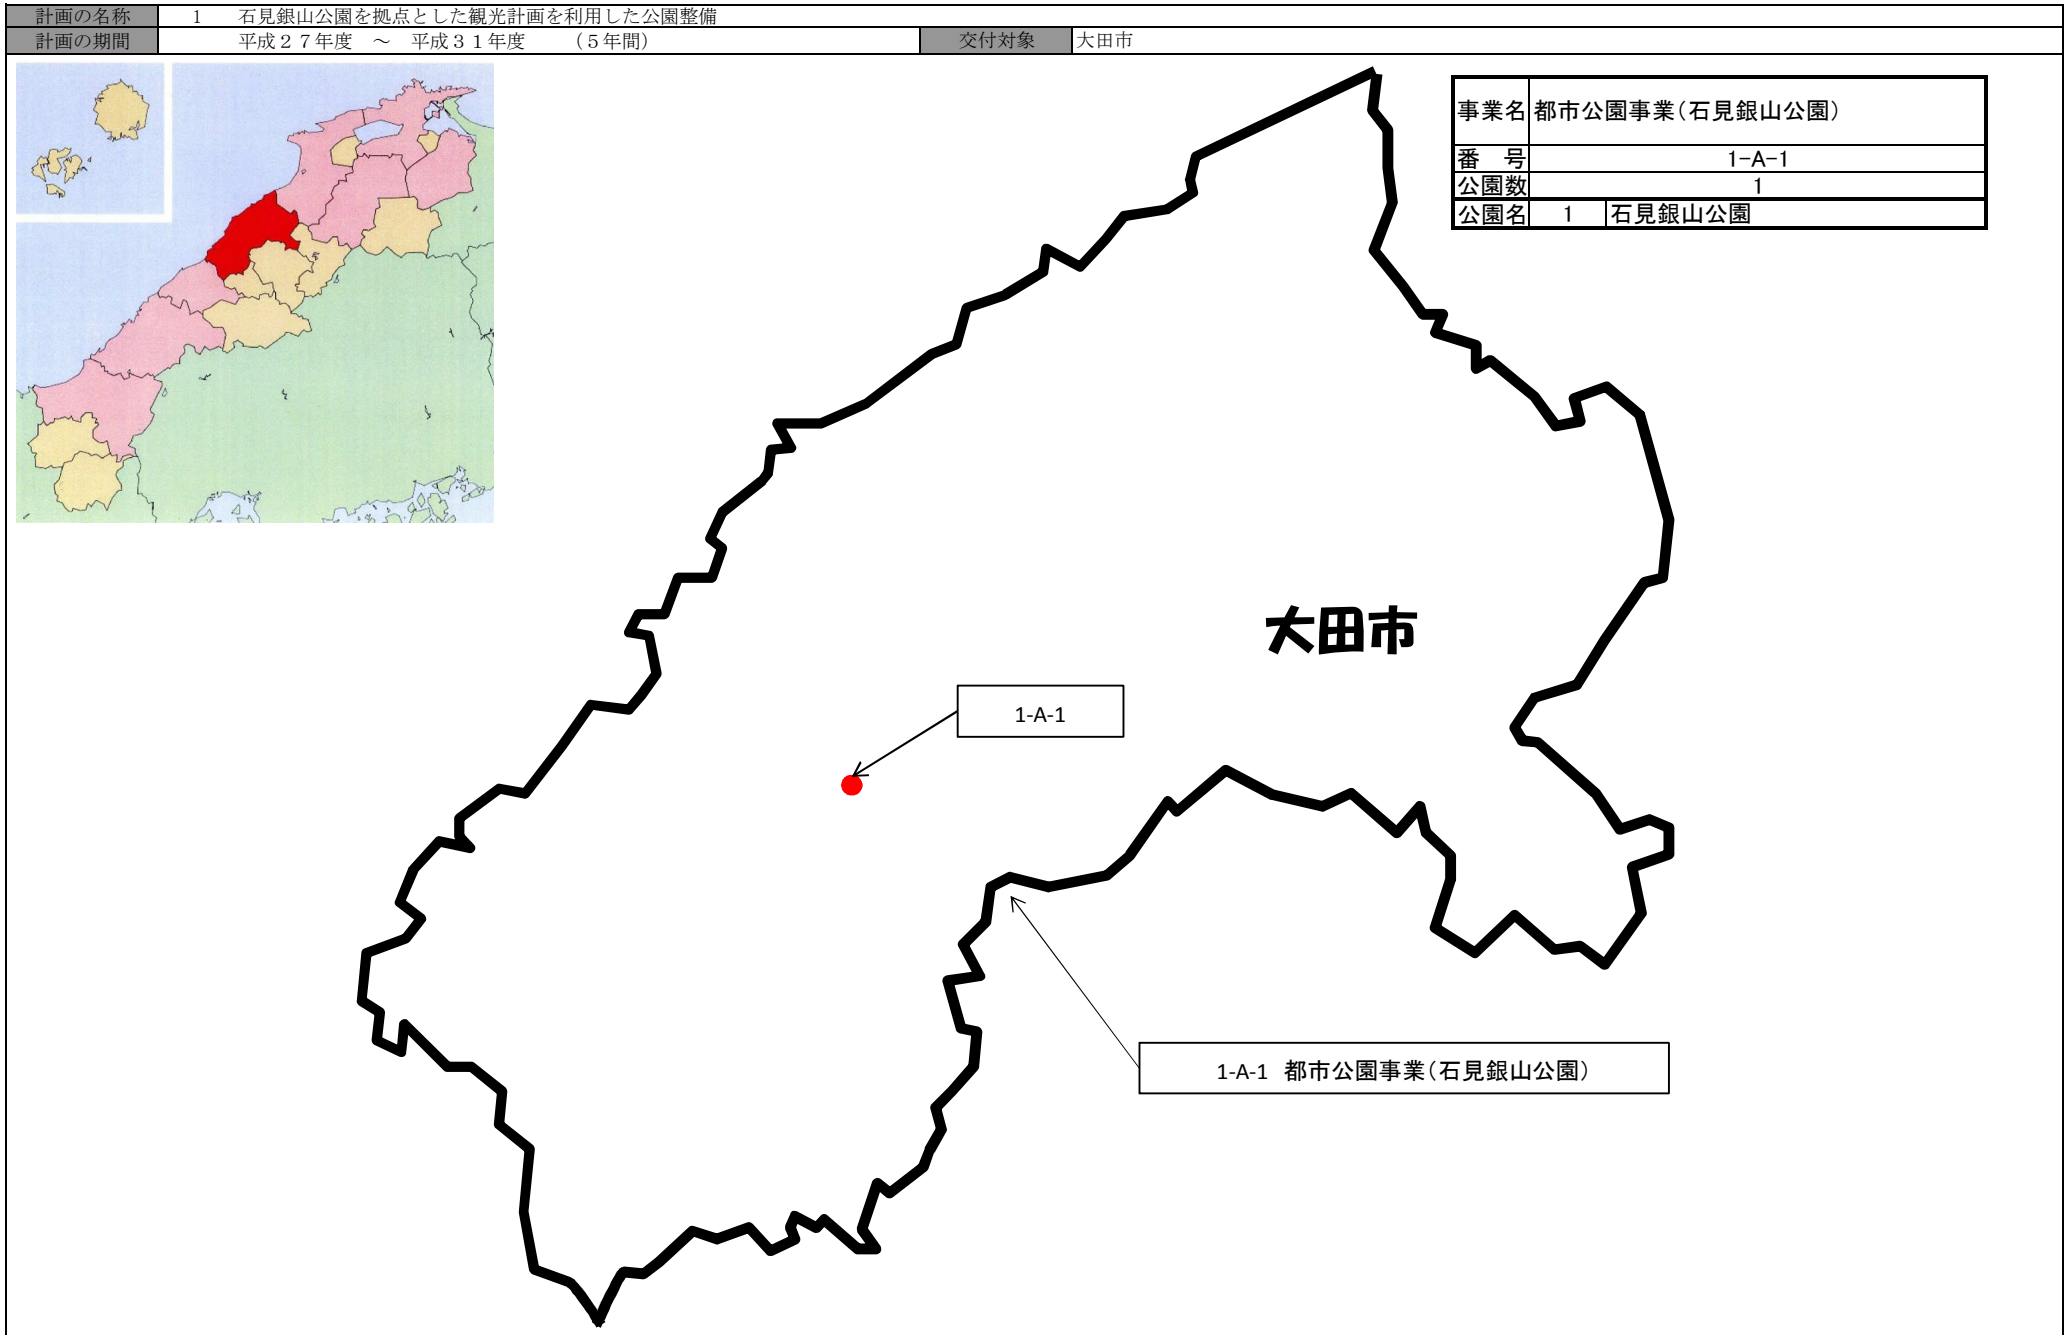 計画の名称 1 石見銀山公園を拠点とした観光計画を利用した公園整備
計画の期間 平成２７年度 ～ 平成３１年度 （５年間） 交付対象 大田市
事業名 都市公園事業（石見銀山公園）
番 号 1-A-1
公園数 1
公園名 1 石見銀山公園
大田市
1-A-1
1-A-1 都市公園事業（石見銀山公園）